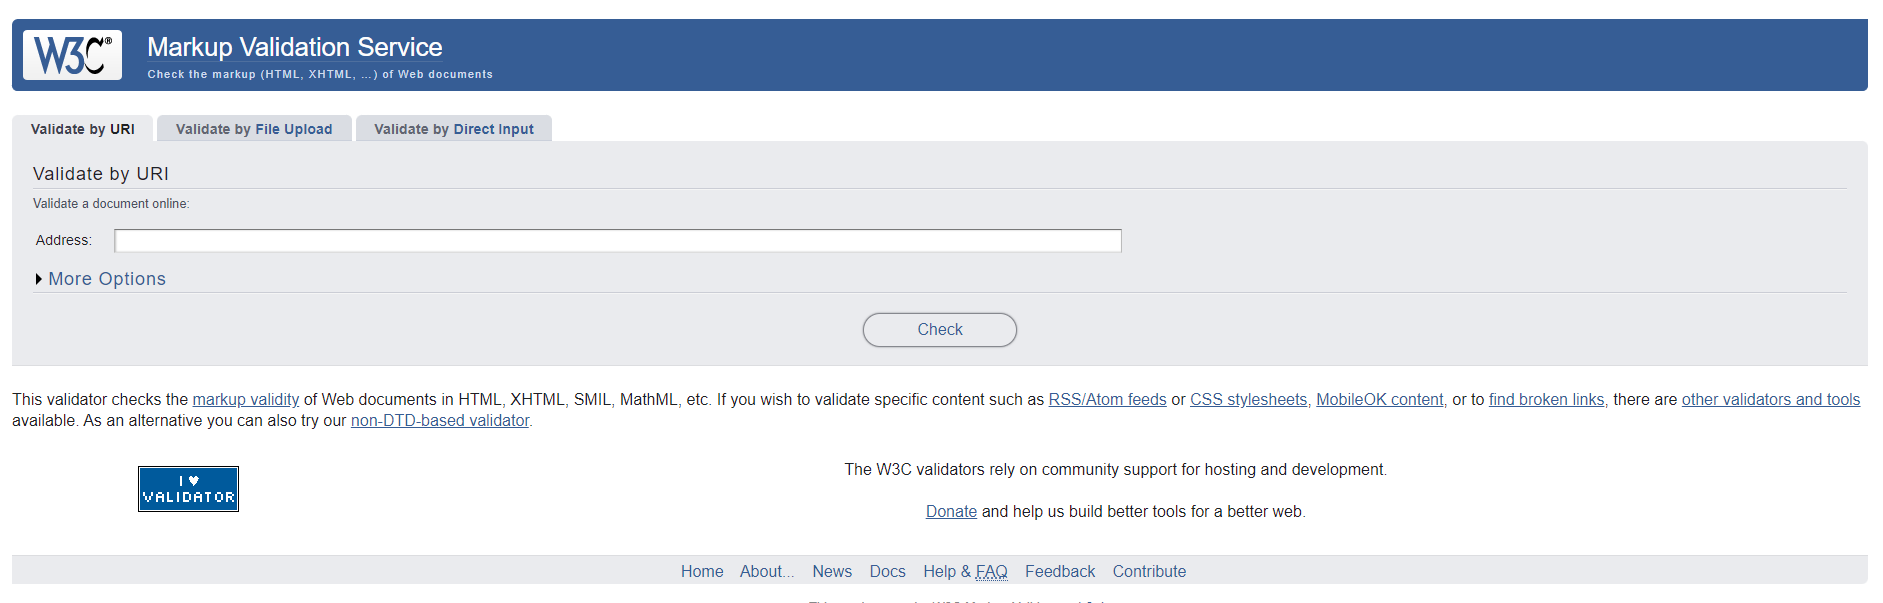 W3C®
Markup Validation Service
Check the markup (HTML, XHTML, …) of Web documents
Validate by URI
Validate by File Upload
Validate by Direct Input
Validate by URI
Validate a document online:
Address:
More Options
Check
This validator checks the markup validity of Web documents in HTML, XHTML, SMIL, MathML, etc. If you wish to validate specific content such as RSS/Atom feeds or CSS stylesheets, MobileOK content, or to find broken links, there are other validators and tools
available. As an alternative you can also try our non-DTD-based validator.
I ♥
VALIDATOR
The W3C validators rely on community support for hosting and development.
Donate and help us build better tools for a better web.
Home About... News Docs Help & FAQ Feedback Contribute